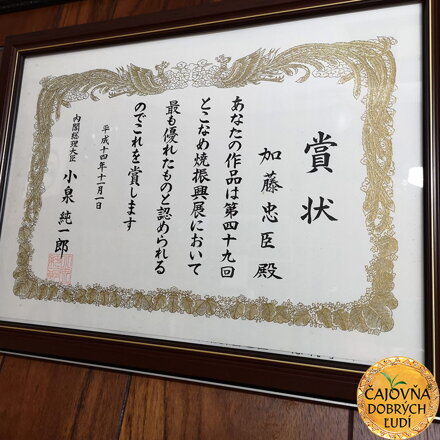 賞状
加藤忠臣殿
あなたの作品は第四十九回
とこなめ焼振興展において
最も優れたものと認められる
のでこれを賞します
平成十四年十一月一日
内閣総理大臣 小泉純一郎
ČAJOVŇA
DOBRÝCH
ĽUDÍ